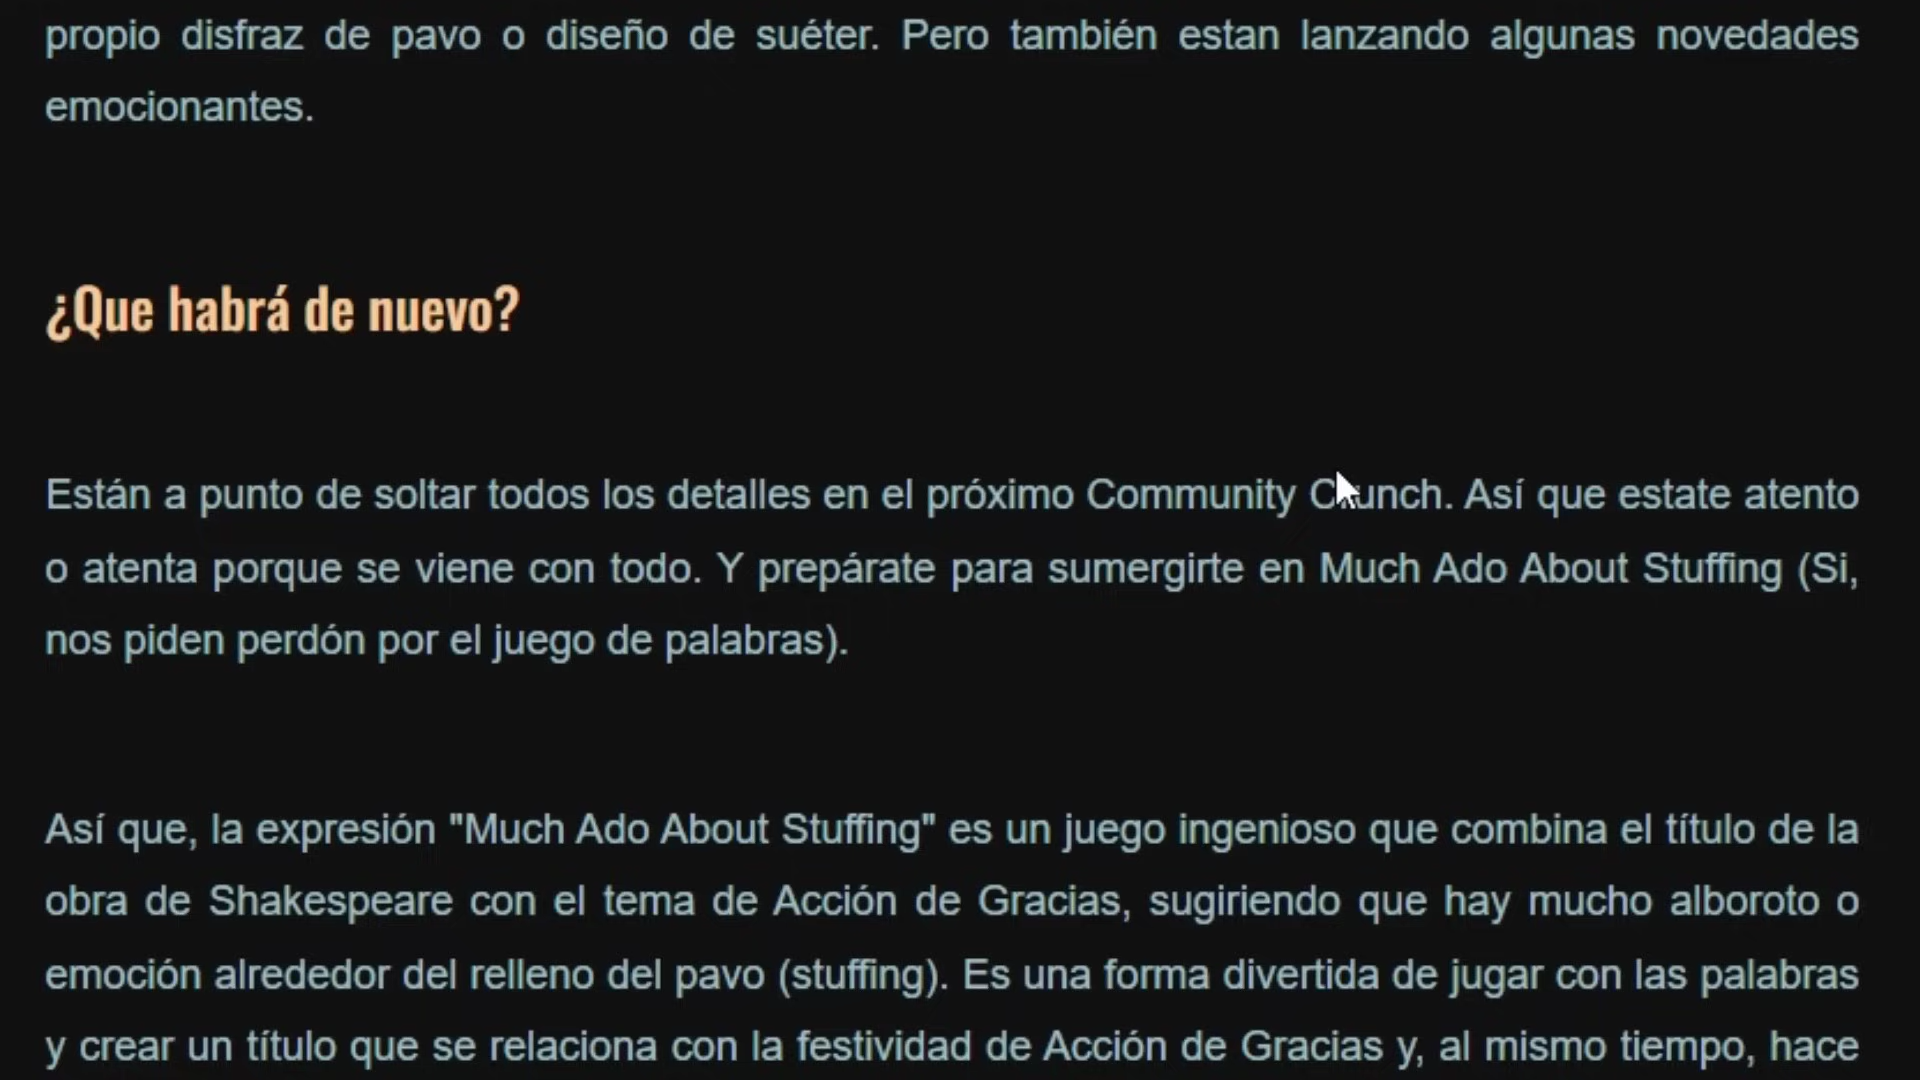 propio disfraz de pavo o diseño de suéter. Pero también estan lanzando algunas novedades
emocionantes.
¿Que habrá de nuevo?
Están a punto de soltar todos los detalles en el próximo Community Crunch. Así que estate atento
o atenta porque se viene con todo. Y prepárate para sumergirte en Much Ado About Stuffing (Si,
nos piden perdón por el juego de palabras).
Así que, la expresión "Much Ado About Stuffing" es un juego ingenioso que combina el título de la
obra de Shakespeare con el tema de Acción de Gracias, sugiriendo que hay mucho alboroto o
emoción alrededor del relleno del pavo (stuffing). Es una forma divertida de jugar con las palabras
y crear un título que se relaciona con la festividad de Acción de Gracias y, al mismo tiempo, hace